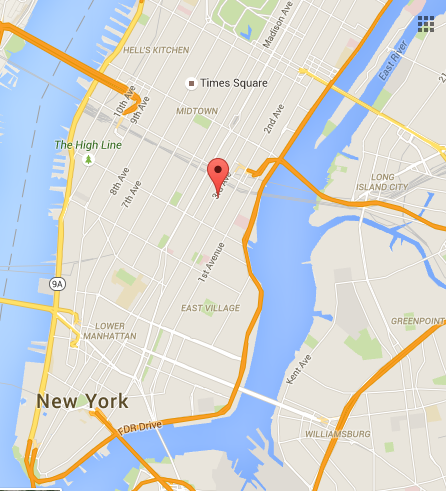 Madison Ave
HELL'S KITCHEN
East River
Times Square
21
10th Ave
9th Ave
MIDTOWN
2nd Ave
The High Line
8th Ave
7th Ave
3rd Ave
LONG
ISLAND CITY
1st Avenue
9A
EAST VILLAGE
GREENPOINT
LOWER
MANHATTAN
Kent Ave
New York
FDR Drive
WILLIAMSBURG